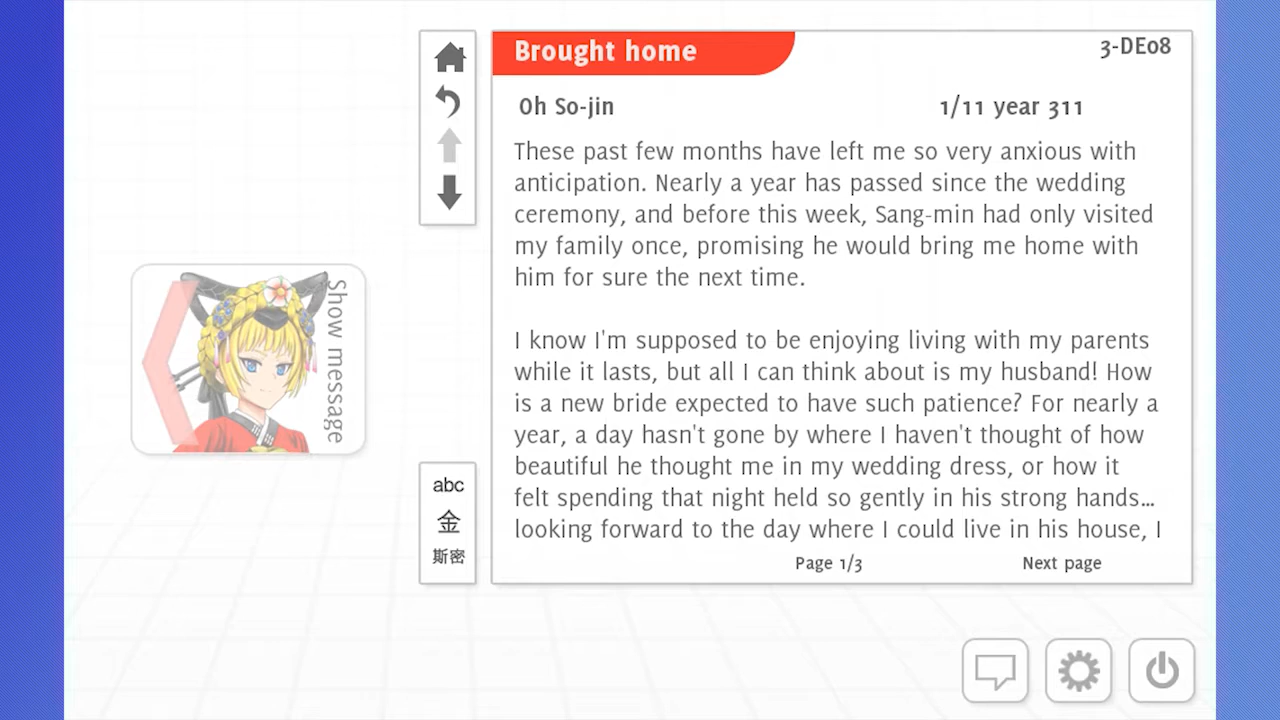 Brought home
3-DE08
Oh So-jin
1/11 year 311
These past few months have left me so very anxious with
anticipation. Nearly a year has passed since the wedding
ceremony, and before this week, Sang-min had only visited
my family once, promising he would bring me home with
him for sure the next time.
I know I'm supposed to be enjoying living with my parents
while it lasts, but all I can think about is my husband! How
is a new bride expected to have such patience? For nearly a
year, a day hasn't gone by where I haven't thought of how
beautiful he thought me in my wedding dress, or how it
felt spending that night held so gently in his strong hands...
looking forward to the day where I could live in his house, I
Page 1/3
Next page
Show message
abc
金
斯密